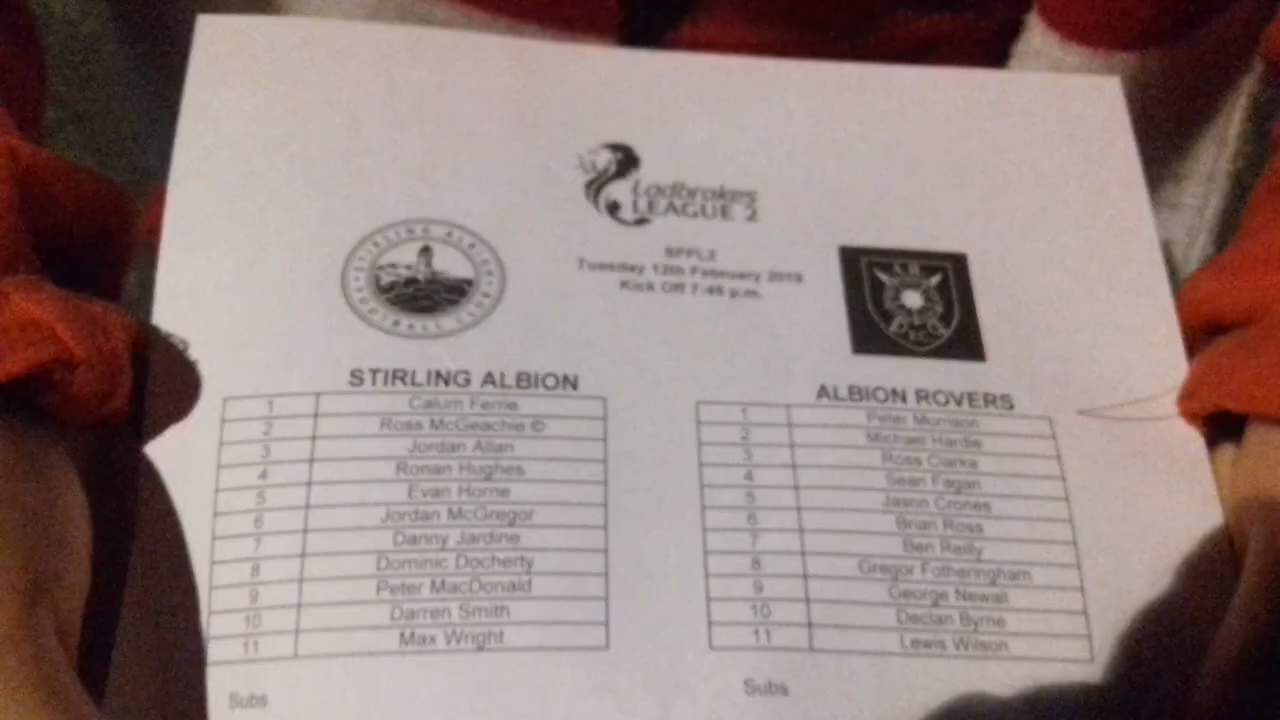 Ladbrokes
LEAGUE 2
STIRLING ALBION
FOOTBALL CLUB
SPFL2
Tuesday 12th February 2019
Kick Off 7:45 p.m.
STIRLING ALBION
1 Calum Ferrie
2 Ross McGeachie ©
3 Jordan Allan
4 Ronan Hughes
5 Evan Horne
6 Jordan McGregor
7 Danny Jardine
8 Dominic Docherty
9 Peter MacDonald
10 Darren Smith
11 Max Wright
Subs
ALBION ROVERS
1 Peter Morrison
2 Michael Hardie
3 Ross Clarke
4 Sean Fagan
5 Jason Crones
6 Brian Ross
7 Ben Reilly
8 Gregor Fotheringham
9 George Newall
10 Declan Byrne
11 Lewis Wilson
Subs